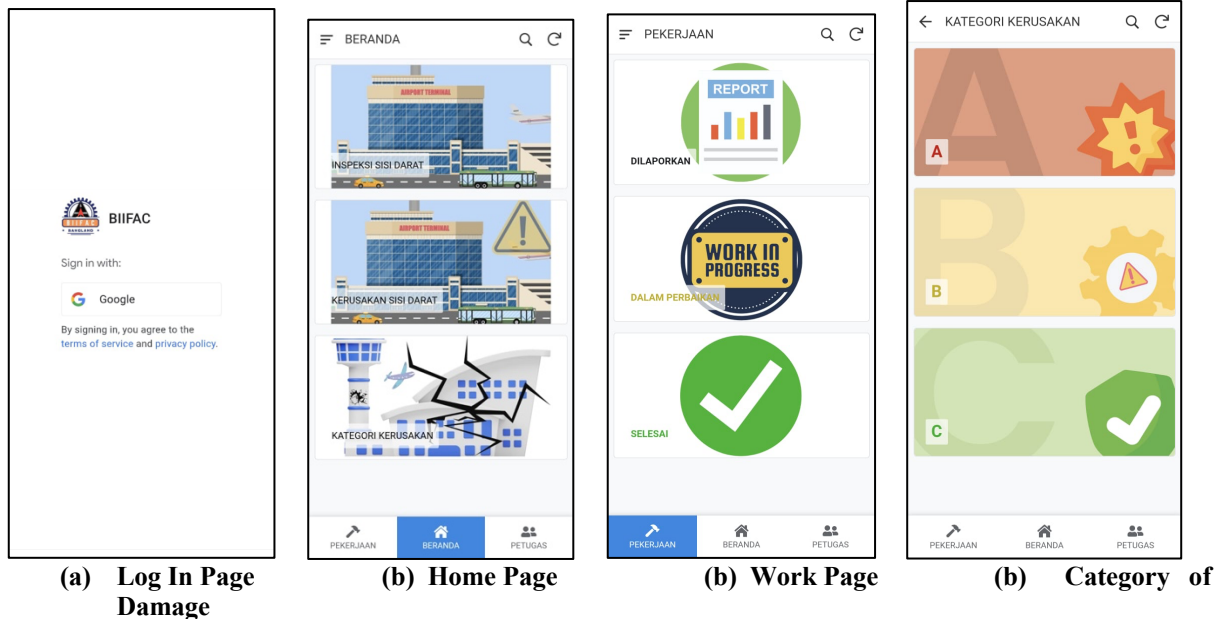 BIIFAC
BANGLAND
BIIFAC
Sign in with:
Google
By signing in, you agree to the
terms of service and privacy policy.
BERANDA
AIRPORT TERMINAL
INSPEKSI SISI DARAT
AIRPORT TERMINAL
KERUSAKAN SISI DARAT
KATEGORI KERUSAKAN
PEKERJAAN
BERANDA
PETUGAS
PEKERJAAN
REPORT
DILAPORKAN
WORK IN
PROGRESS
DALAM PERBAIKAN
SELESAI
PEKERJAAN
BERANDA
PETUGAS
KATEGORI KERUSAKAN
A
A
B
B
C
C
PEKERJAAN
BERANDA
PETUGAS
(a) Log In Page
(b) Home Page
(b) Work Page
(b) Category of
Damage